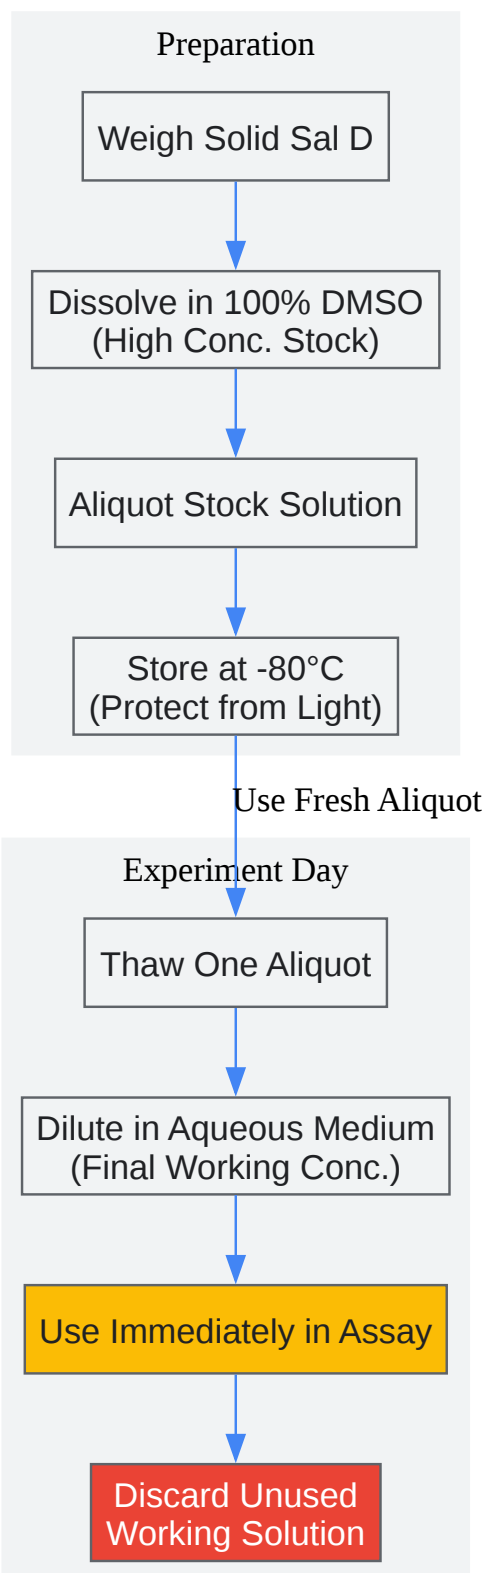 Preparation
Weigh Solid Sal D
Dissolve in 100% DMSO
(High Conc. Stock)
Aliquot Stock Solution
Store at -80°C
(Protect from Light)
Use Fresh Aliquot
Experiment Day
Thaw One Aliquot
Dilute in Aqueous Medium
(Final Working Conc.)
Use Immediately in Assay
Discard Unused
Working Solution